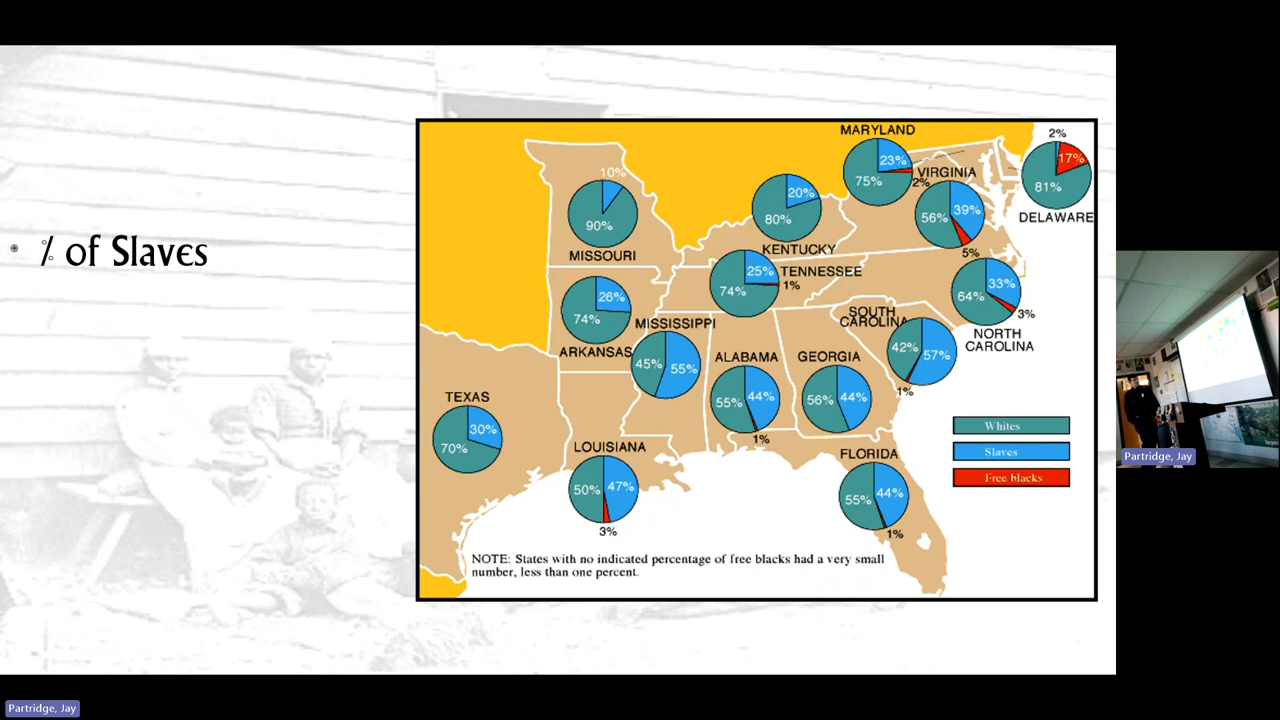 % of Slaves
MARYLAND
23%
75%
2%
2%
17%
81%
DELAWARE
VIRGINIA
39%
56%
5%
10%
90%
MISSOURI
20%
80%
KENTUCKY
25%
74%
TENNESSEE
1%
33%
64%
3%
NORTH
CAROLINA
26%
74%
ARKANSAS
MISSISSIPPI
45%
55%
ALABAMA
44%
55%
1%
GEORGIA
56%
44%
SOUTH
CAROLINA
42%
57%
1%
TEXAS
30%
70%
LOUISIANA
50%
47%
3%
FLORIDA
55%
44%
1%
Whites
Slaves
Free blacks
NOTE: States with no indicated percentage of free blacks had a very small
number, less than one percent.
Partridge, Jay
Partridge, Jay